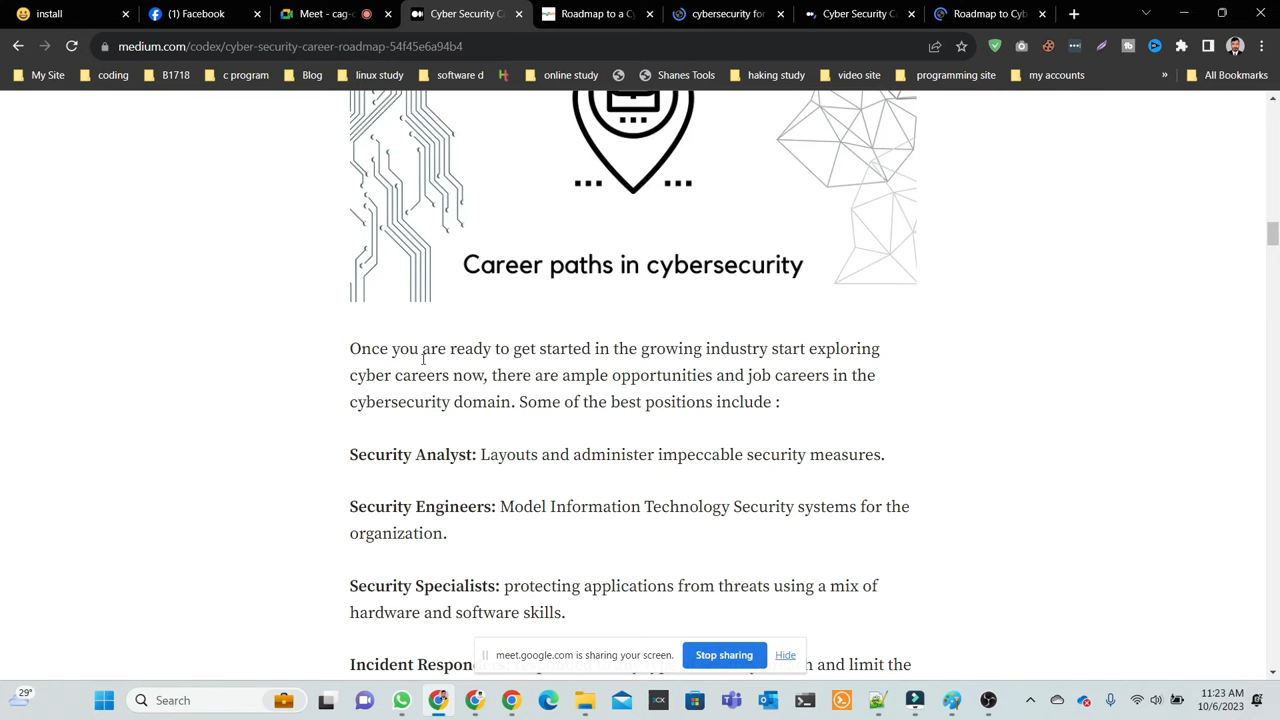 install
(1) Facebook
Meet - cag-c
Cyber Security C
Roadmap to a Cy
cybersecurity for
Cyber Security C
Roadmap to Cyb
medium.com/codex/cyber-security-career-roadmap-54f45e6a94b4
My Site
coding
B1718
c program
Blog
linux study
software d
online study
Shanes Tools
haking study
video site
programming site
my accounts
»
All Bookmarks
Career paths in cybersecurity
Once you are ready to get started in the growing industry start exploring
cyber careers now, there are ample opportunities and job careers in the
cybersecurity domain. Some of the best positions include :
Security Analyst: Layouts and administer impeccable security measures.
Security Engineers: Model Information Technology Security systems for the
organization.
Security Specialists: protecting applications from threats using a mix of
hardware and software skills.
meet.google.com is sharing your screen.
Stop sharing
Hide
Incident Respon
and limit the
29°
Search
11:23 AM
10/6/2023